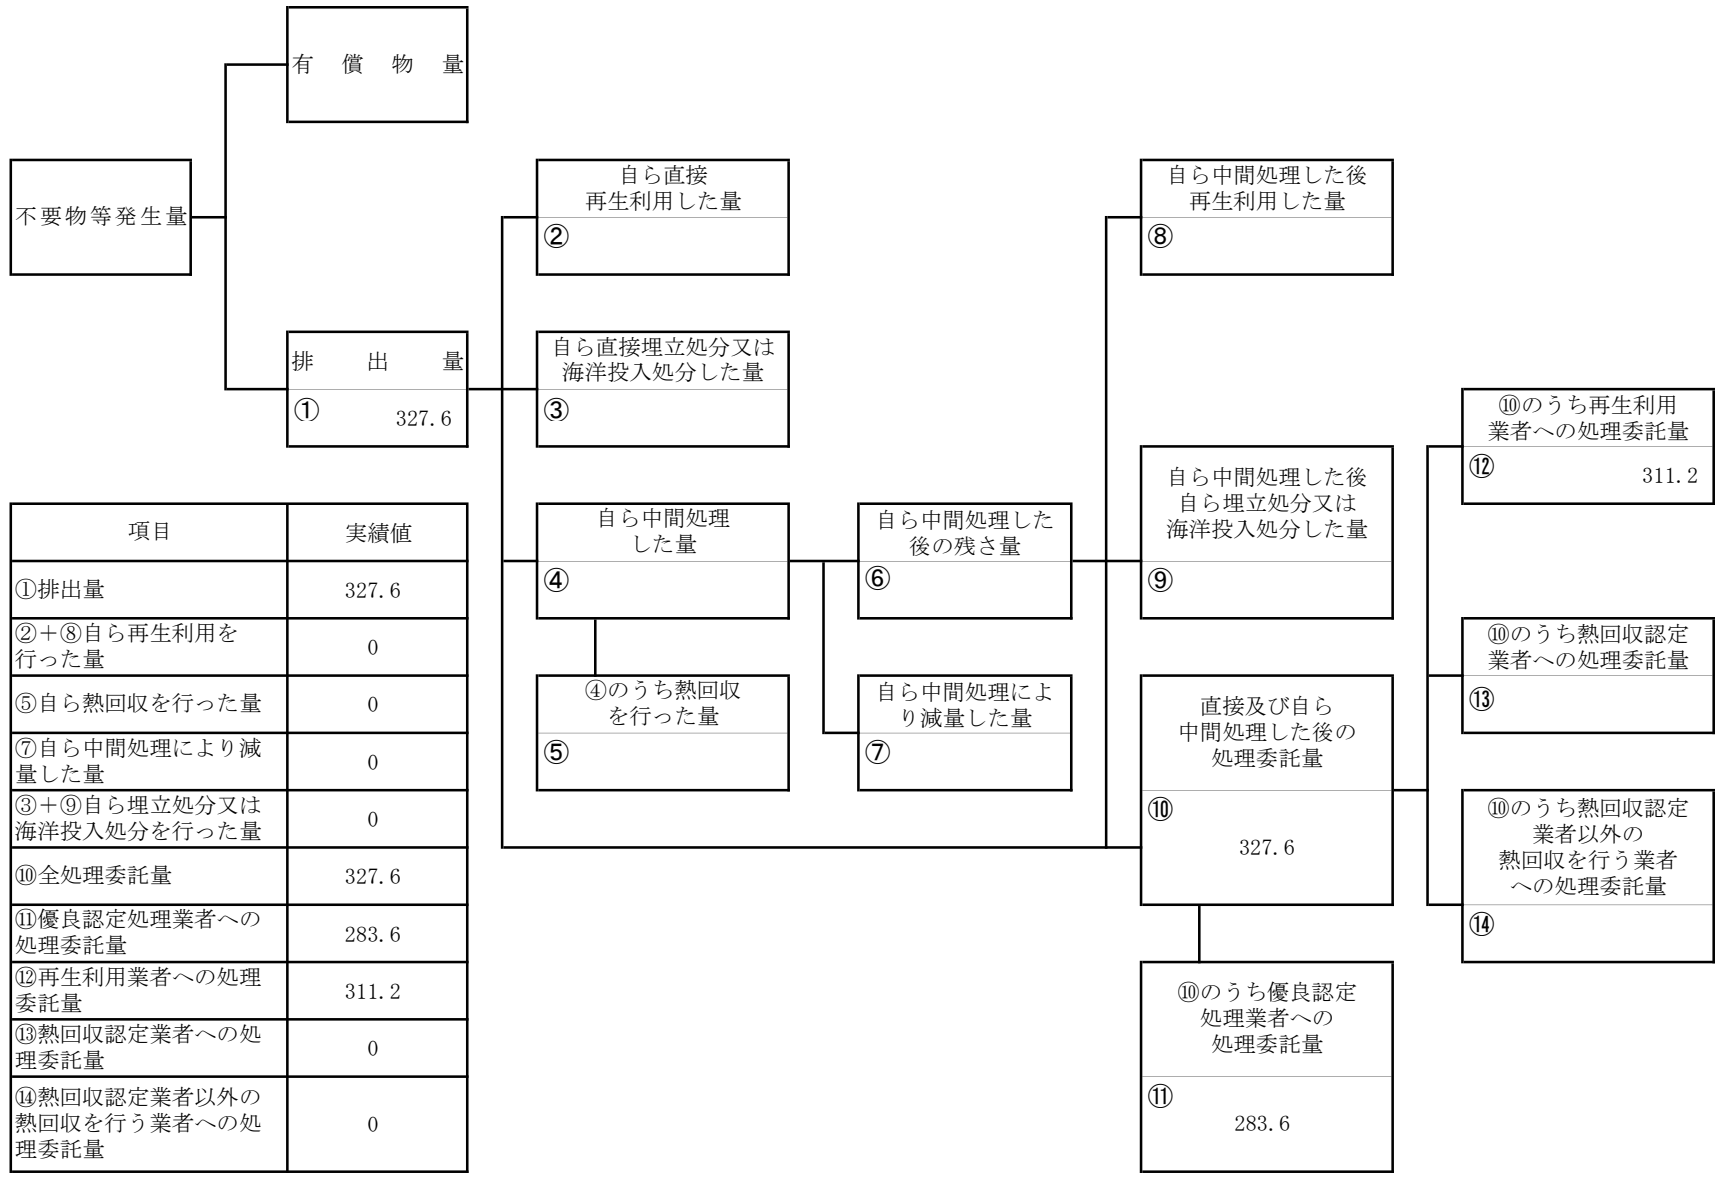 有償物量
不要物等発生量
排出量
①
327.6
自ら直接
再生利用した量
②
自ら直接埋立処分又は
海洋投入処分した量
③
自ら中間処理
した量
④
④のうち熱回収
を行った量
⑤
自ら中間処理した
後の残さ量
⑥
自ら中間処理によ
り減量した量
⑦
自ら中間処理した後
再生利用した量
⑧
自ら中間処理した後
自ら埋立処分又は
海洋投入処分した量
⑨
直接及び自ら
中間処理した後の
処理委託量
⑩
327.6
⑩のうち優良認定
処理業者への
処理委託量
⑪
283.6
⑩のうち再生利用
業者への処理委託量
⑫
311.2
⑩のうち熱回収認定
業者への処理委託量
⑬
⑩のうち熱回収認定
業者以外の
熱回収を行う業者
への処理委託量
⑭
項目 実績値
①排出量 327.6
②＋⑧自ら再生利用を
行った量 0
⑤自ら熱回収を行った量 0
⑦自ら中間処理により減
量した量 0
③＋⑨自ら埋立処分又は
海洋投入処分を行った量 0
⑩全処理委託量 327.6
⑪優良認定処理業者への
処理委託量 283.6
⑫再生利用業者への処理
委託量 311.2
⑬熱回収認定業者への処
理委託量 0
⑭熱回収認定業者以外の
熱回収を行う業者への処
理委託量 0